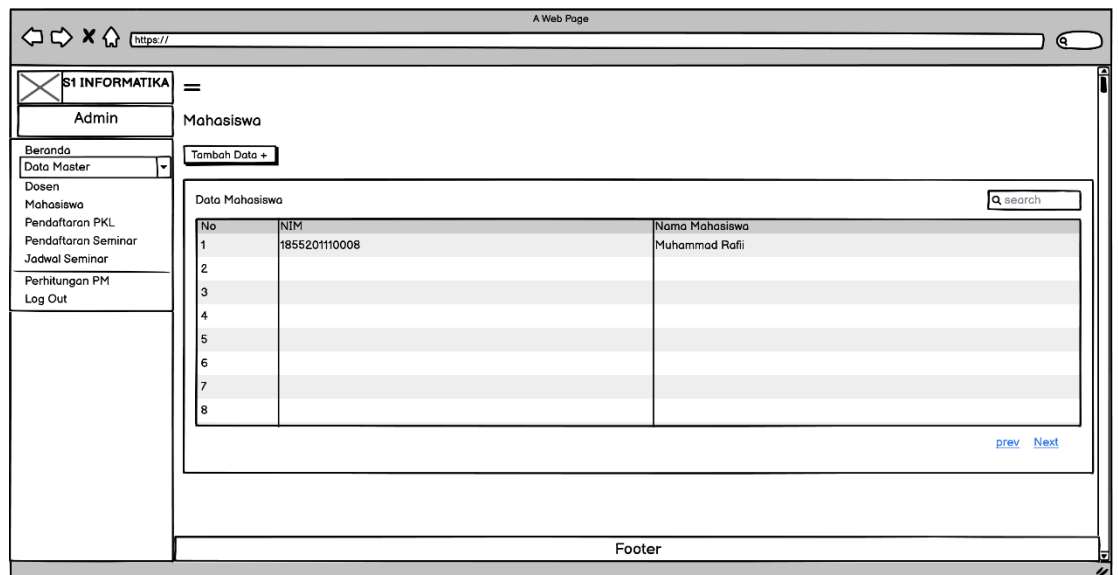 A Web Page
https://
S1 INFORMATIKA
Admin
Beranda
Data Master
Dosen
Mahasiswa
Pendaftaran PKL
Pendaftaran Seminar
Jadwal Seminar
Perhitungan PM
Log Out
Mahasiswa
Tambah Data +
Data Mahasiswa
search
No NIM Nama Mahasiswa
1 1855201110008 Muhammad Rafii
2
3
4
5
6
7
8
prev Next
Footer